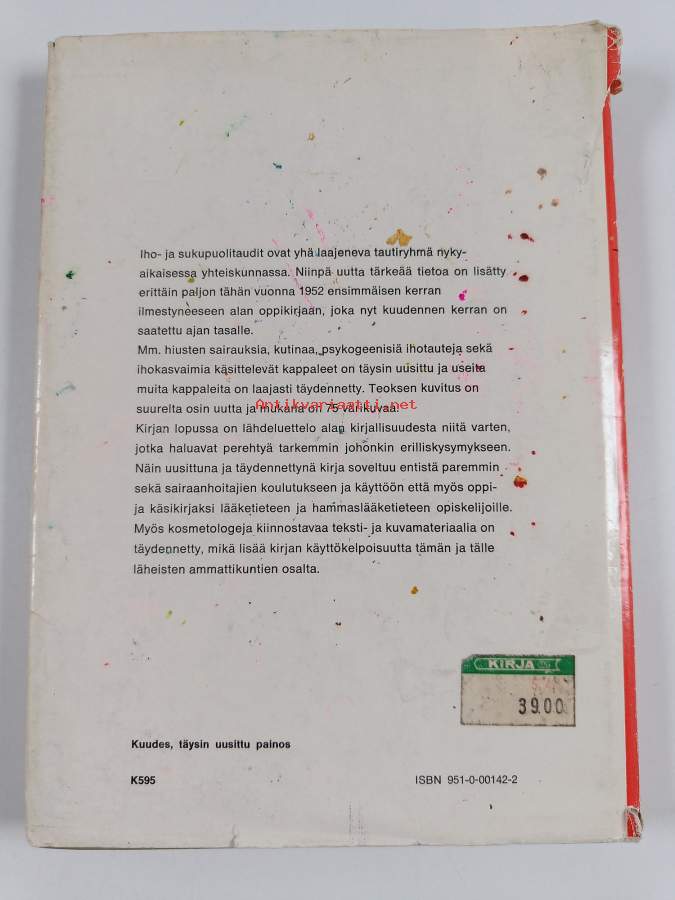 Iho- ja sukupuolitaudit ovat yhä laajeneva tautiryhmä nyky-
aikaisessa yhteiskunnassa. Niinpä uutta tärkeää tietoa on lisätty
erittäin paljon tähän vuonna 1952 ensimmäisen kerran
ilmestyneeseen alan oppikirjaan, joka nyt kuudennen kerran on
saatettu ajan tasalle.
Mm. hiusten sairauksia, kutinaa, psykogeenisiä ihotauteja sekä
ihokasvaimia käsittelevät kappaleet on täysin uusittu ja useita
muita kappaleita on laajasti täydennetty. Teoksen kuvitus on
Antikvariaatti.net
suurelta osin uutta ja mukana on 75 värikuvaa.
Kirjan lopussa on lähdeluettelo alan kirjallisuudesta niitä varten,
jotka haluavat perehtyä tarkemmin johonkin erilliskysymykseen.
Näin uusittuna ja täydennettynä kirja soveltuu entistä paremmin
sekä sairaanhoitajien koulutukseen ja käyttöön että myös oppi-
ja käsikirjaksi lääketieteen ja hammaslääketieteen opiskelijoille.
Myös kosmetologeja kiinnostavaa teksti- ja kuvamateriaalia on
täydennetty, mikä lisää kirjan käyttökelpoisuutta tämän ja tälle
läheisten ammattikuntien osalta.
KIRJA
39.00
Kuudes, täysin uusittu painos
K595
ISBN 951-0-00142-2